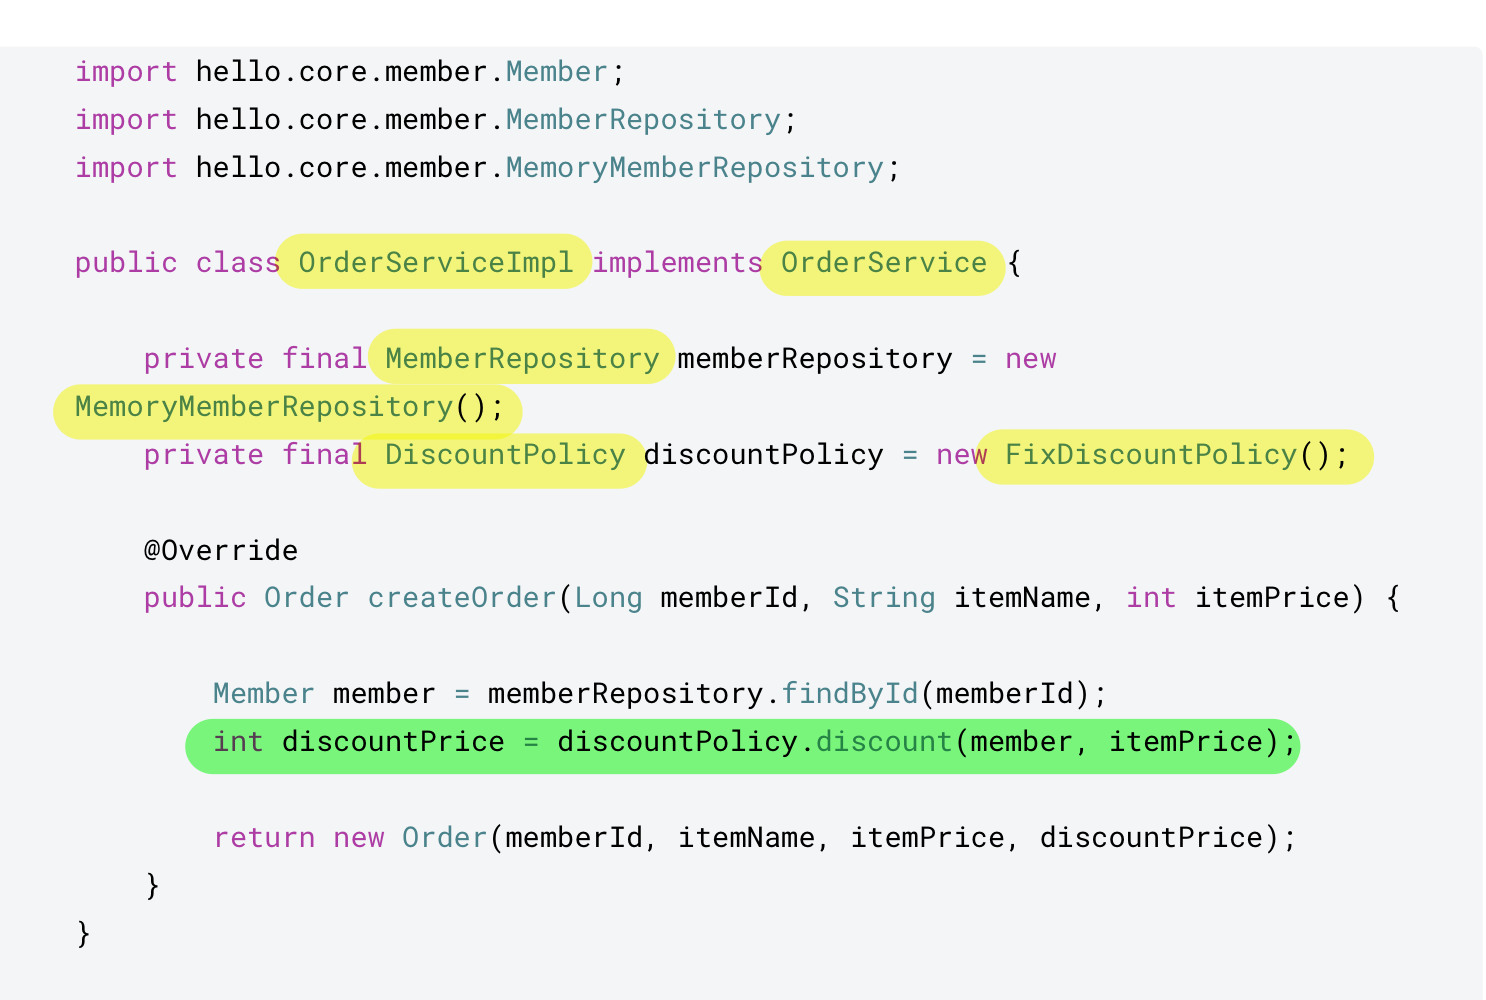 import hello.core.member.Member;
import hello.core.member.MemberRepository;
import hello.core.member.MemoryMemberRepository;
public class OrderServiceImpl implements OrderService {
private final MemberRepository memberRepository = new
MemoryMemberRepository();
private final DiscountPolicy discountPolicy = new FixDiscountPolicy();
@Override
public Order createOrder(Long memberId, String itemName, int itemPrice) {
Member member = memberRepository.findById(memberId);
int discountPrice = discountPolicy.discount(member, itemPrice);
return new Order(memberId, itemName, itemPrice, discountPrice);
}
}